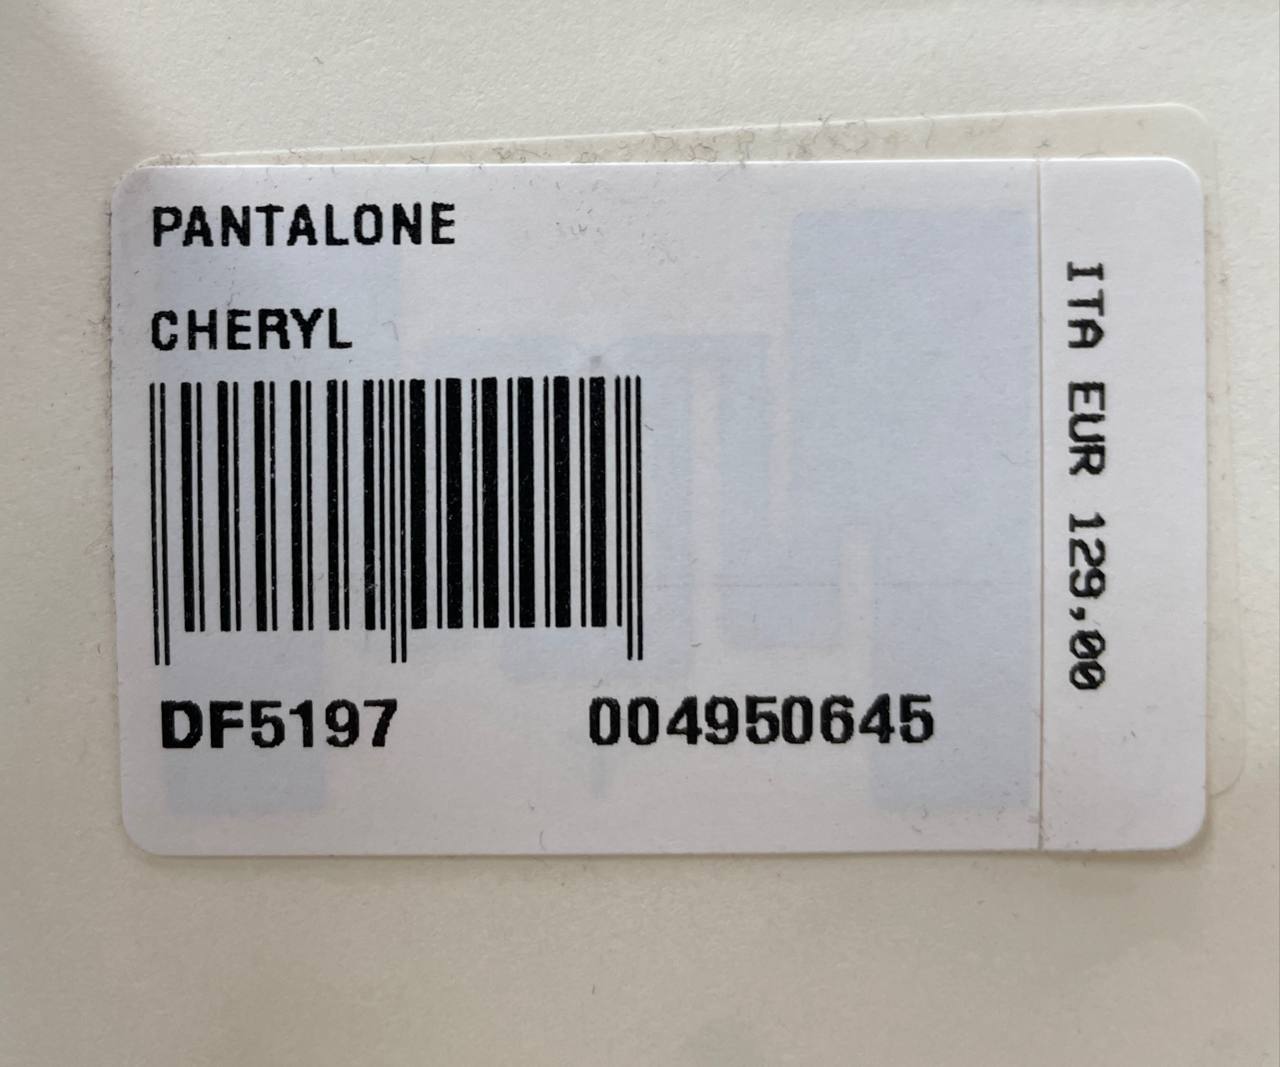 PANTALONE
CHERYL
DF5197 004950645
ITA EUR 129,00